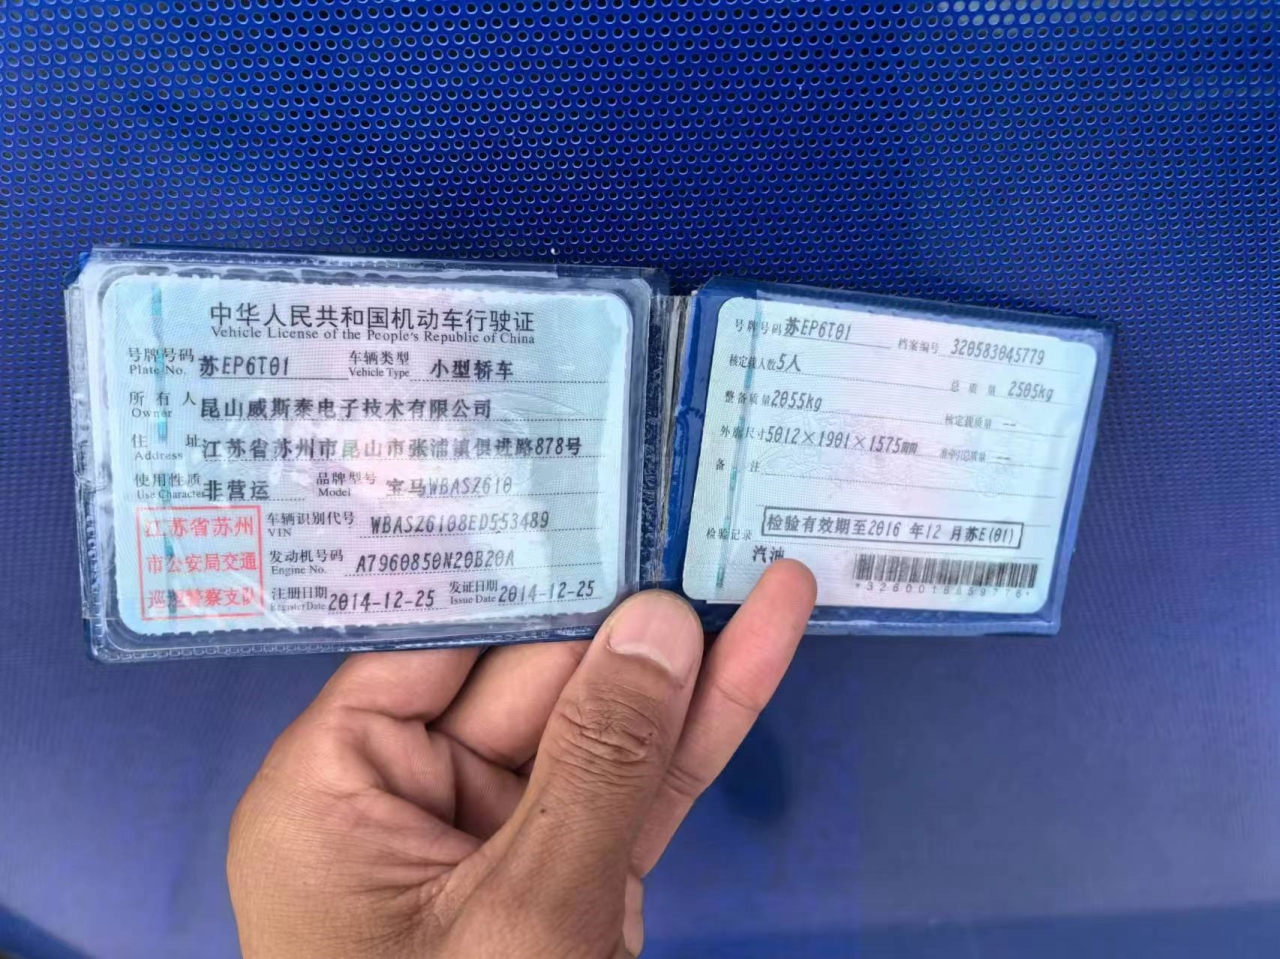 中华人民共和国机动车行驶证
Vehicle License of the People's Republic of China
号牌号码 苏EP6T01 车辆类型 小型轿车
Plate No. Vehicle Type
所有人 昆山威斯泰电子技术有限公司
Owner
住址 江苏省苏州市昆山市张浦镇俱进路878号
Address
使用性质 非营运 品牌型号 宝马WBASZ610
Use Character Model
江苏省苏州
市公安局交通
巡逻警察支队
车辆识别代号 WBASZ6108ED553489
VIN
发动机号码 A7960850N20B20A
Engine No.
注册日期 2014-12-25 发证日期 2014-12-25
Register Date Issue Date
号牌号码 苏EP6T01 档案编号 320583045779
核定载人数 5人 总质量 2505kg
整备质量 2055kg 核定载质量 --
外廓尺寸 5012×1901×1575mm 准牵引总质量 --
备注
检验记录 检验有效期至2016 年12 月苏E(01)
汽油